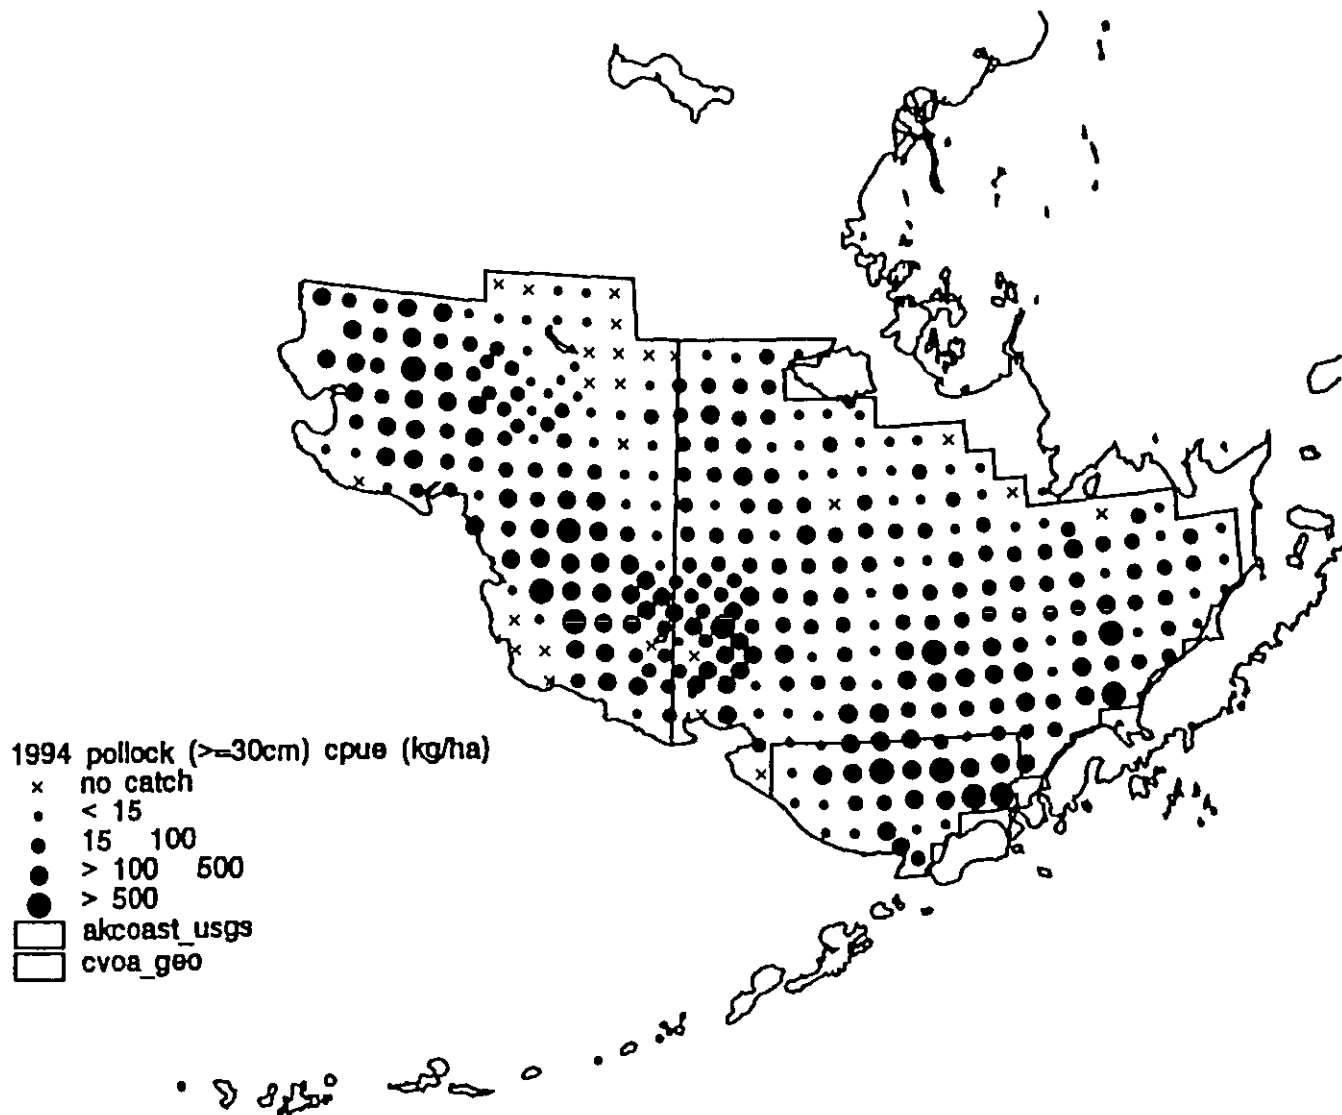 1994 pollock (>=30cm) cpue (kg/ha)
x no catch
< 15
15 100
> 100 500
> 500
akcoast_usgs
cvoa_geo